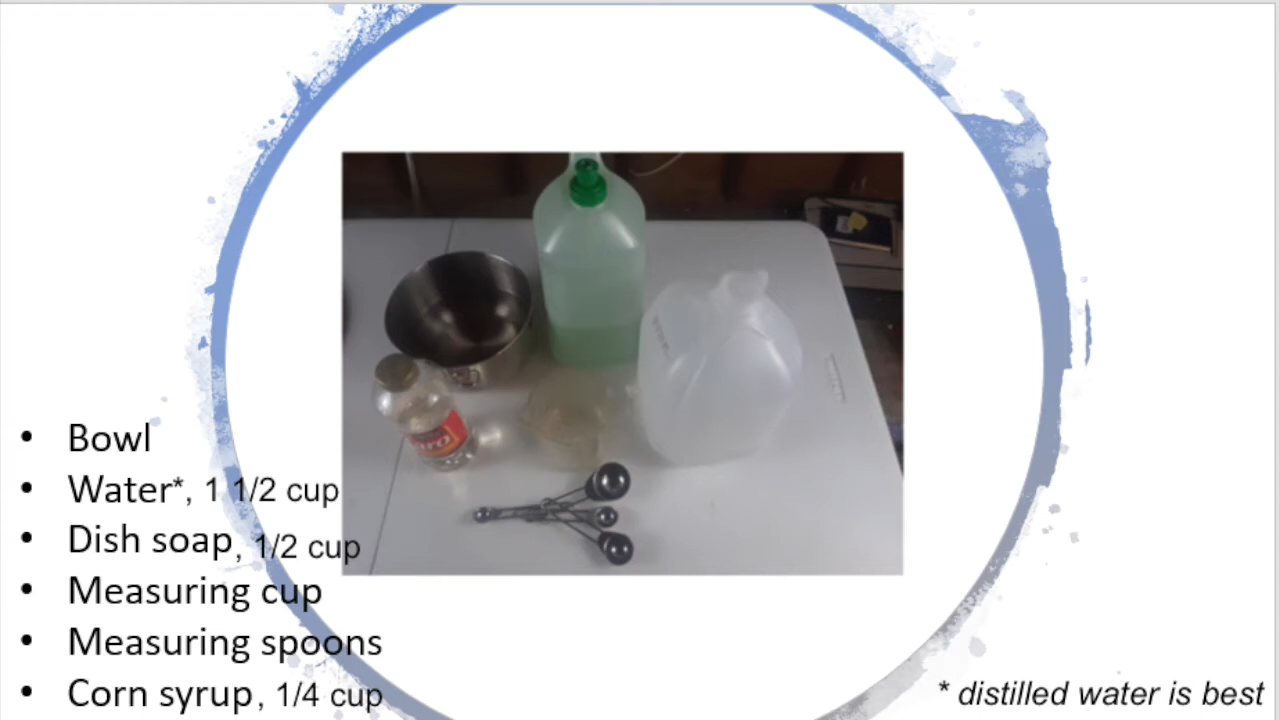 • Bowl
• Water*, 1 1/2 cup
• Dish soap, 1/2 cup
• Measuring cup
• Measuring spoons
• Corn syrup, 1/4 cup
* distilled water is best